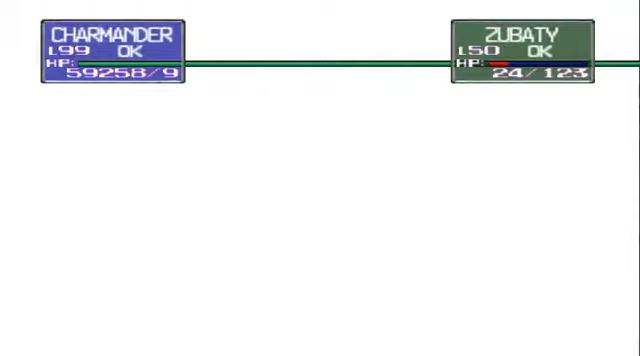 CHARMANDER
L99 OK
HP:
59258/9
ZUBATY
L50 OK
HP:
24/123